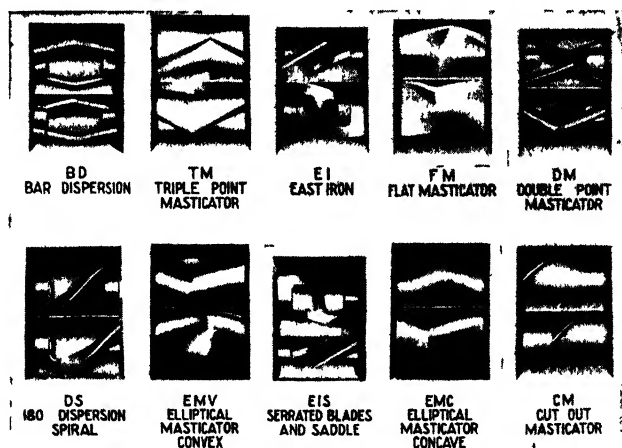 BD
BAR DISPERSION
TM
TRIPLE POINT
MASTICATOR
EI
EAST IRON
FM
FLAT MASTICATOR
DM
DOUBLE POINT
MASTICATOR
DS
180 DISPERSION
SPIRAL
EMV
ELLIPTICAL
MASTICATOR
CONVEX
EIS
SERRATED BLADES
AND SADDLE
EMC
ELLIPTICAL
MASTICATOR
CONCAVE
CM
CUT OUT
MASTICATOR